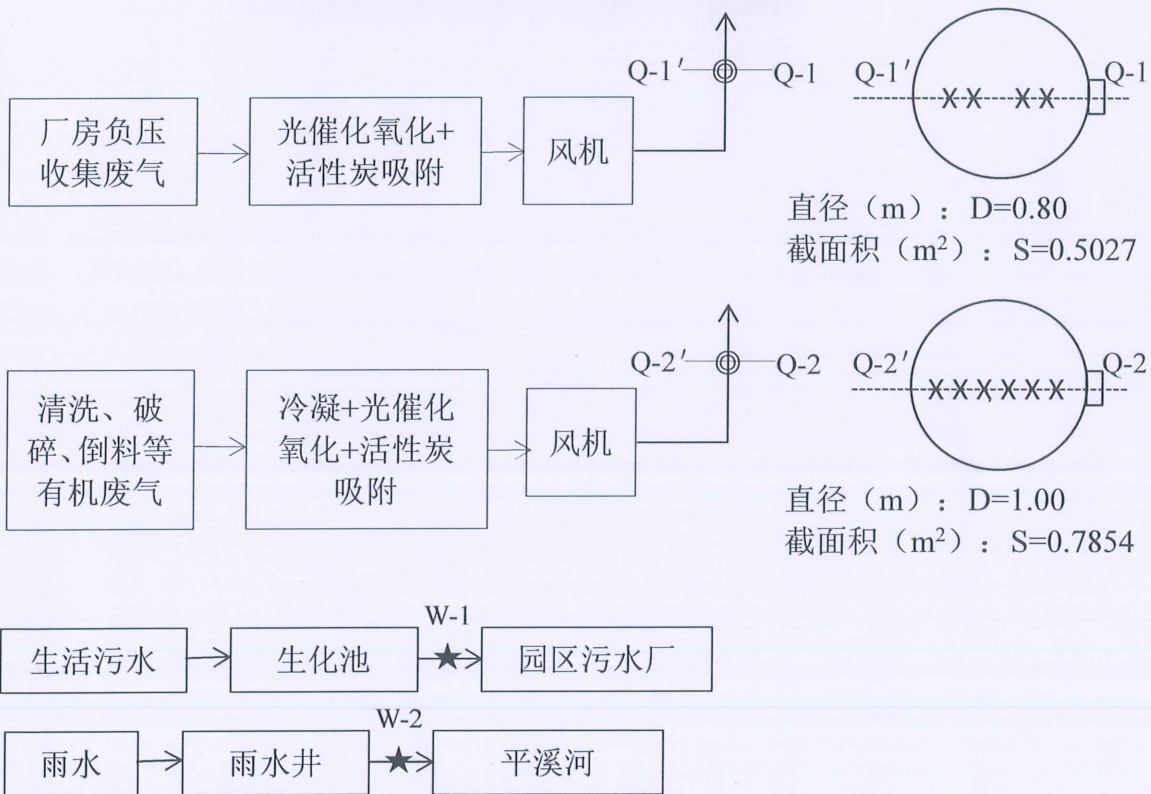 Q-1′
Q-1
厂房负压
收集废气
光催化氧化+
活性炭吸附
风机
Q-1′
Q-1
直径（m）：D=0.80
截面积（m²）：S=0.5027
Q-2′
Q-2
清洗、破
碎、倒料等
有机废气
冷凝+光催化
氧化+活性炭
吸附
风机
Q-2′
Q-2
直径（m）：D=1.00
截面积（m²）：S=0.7854
W-1
生活污水
生化池
园区污水厂
W-2
雨水
雨水井
平溪河